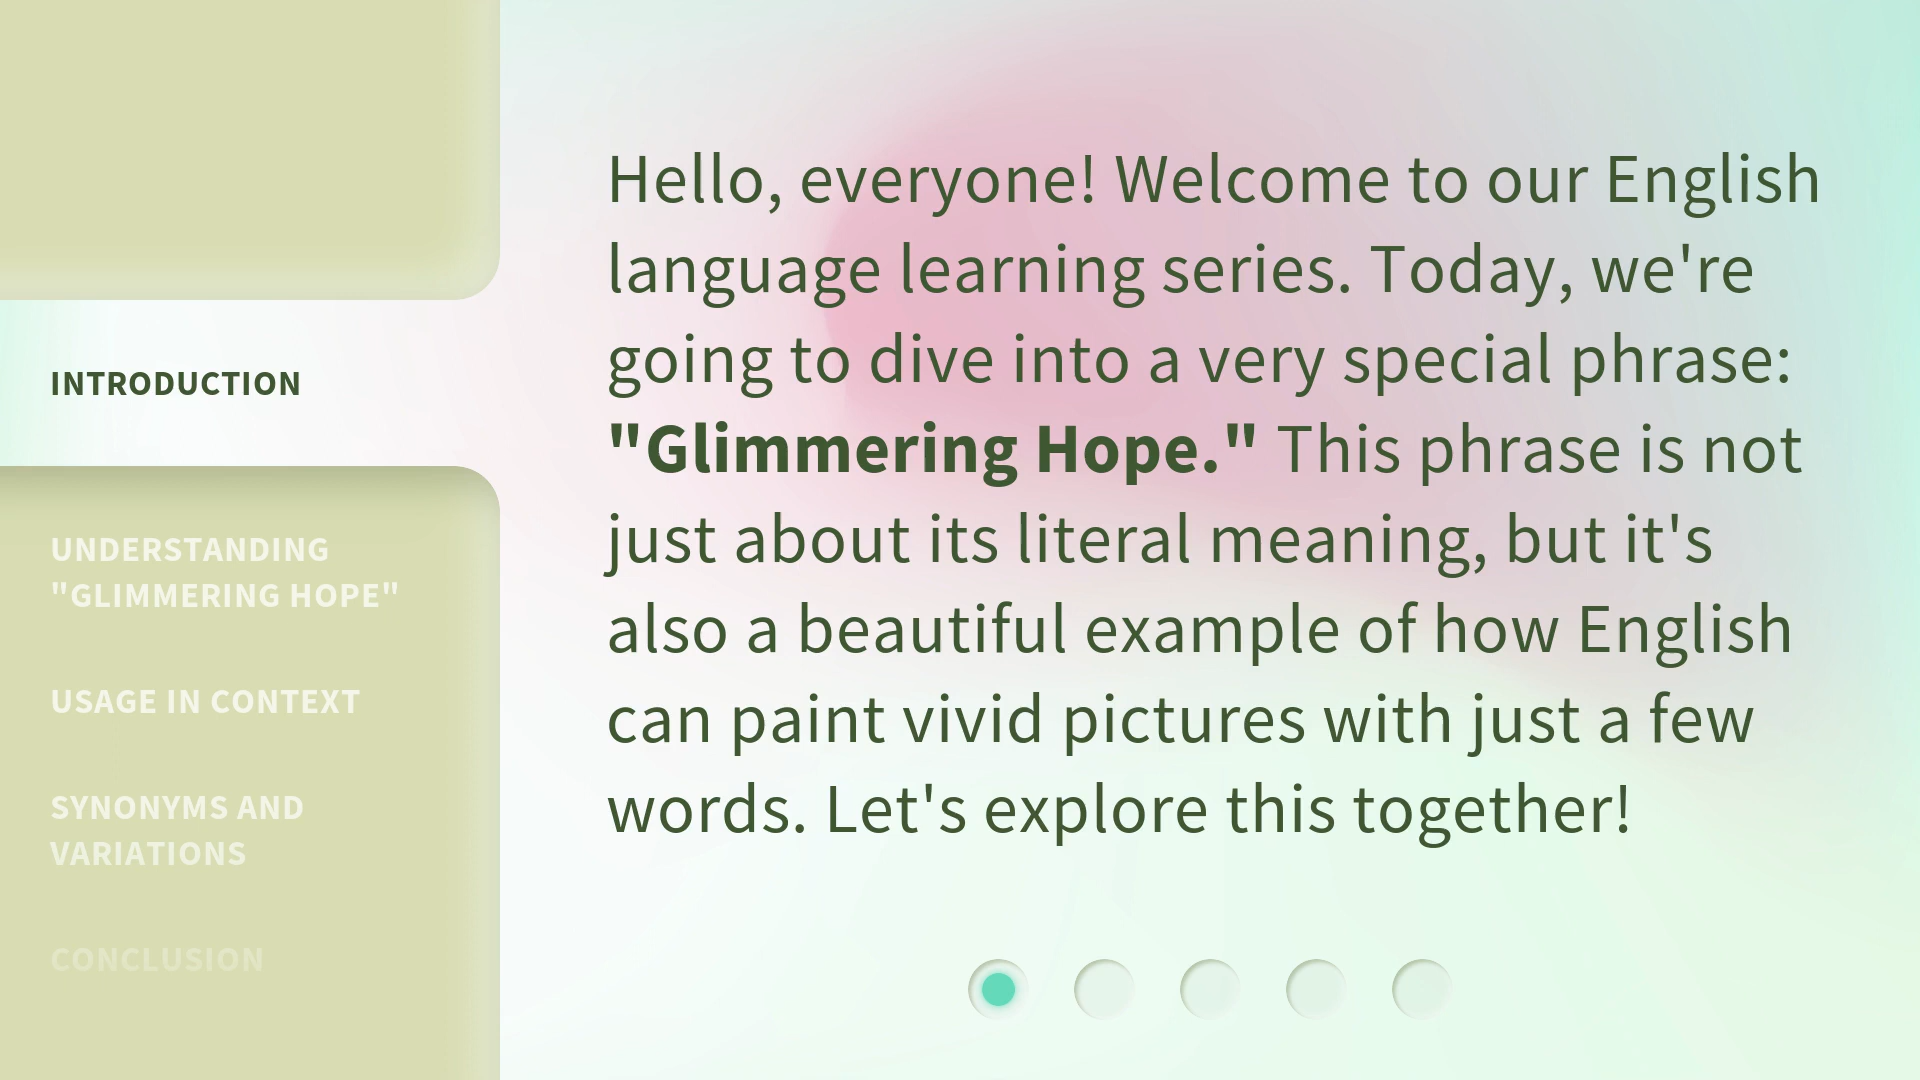 INTRODUCTION
UNDERSTANDING
"GLIMMERING HOPE"
USAGE IN CONTEXT
SYNONYMS AND
VARIATIONS
CONCLUSION
Hello, everyone! Welcome to our English
language learning series. Today, we're
going to dive into a very special phrase:
"Glimmering Hope." This phrase is not
just about its literal meaning, but it's
also a beautiful example of how English
can paint vivid pictures with just a few
words. Let's explore this together!